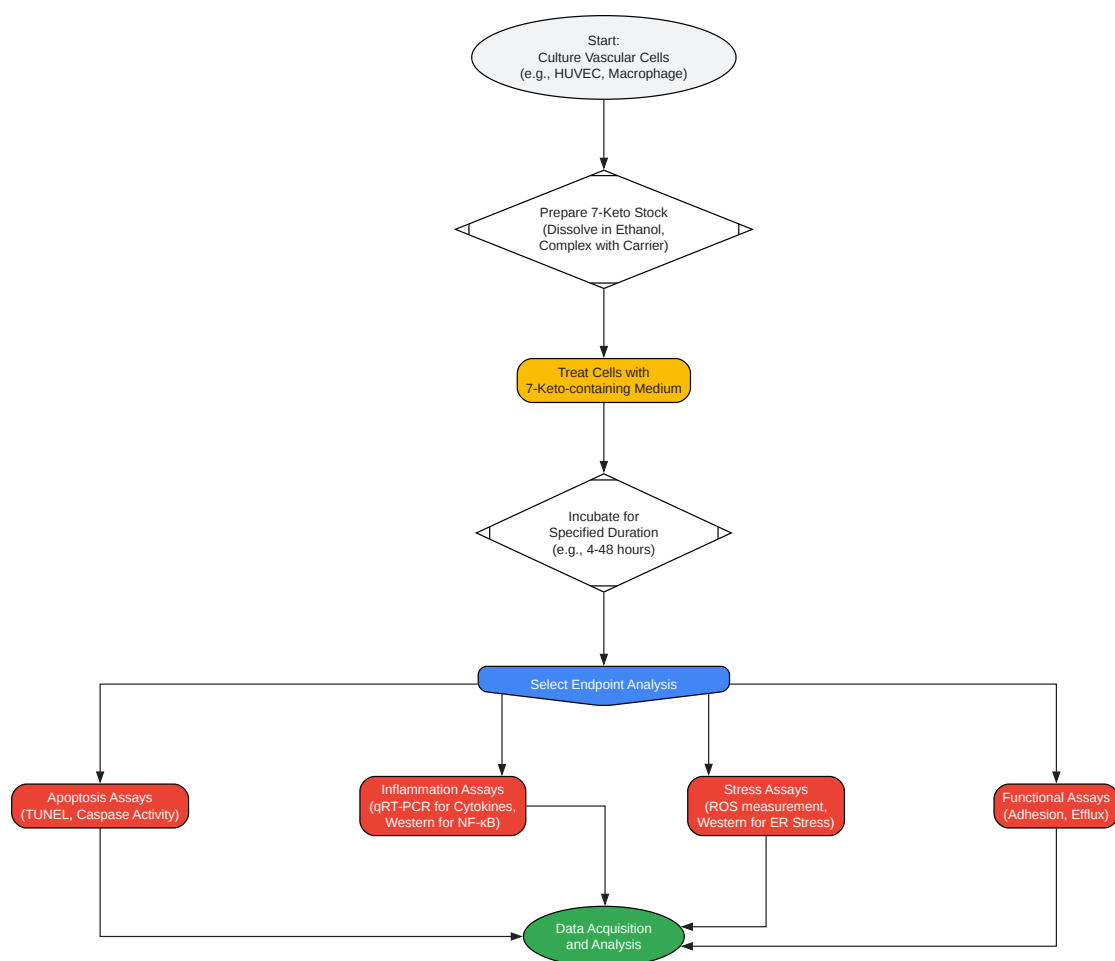 Start:
Culture Vascular Cells
(e.g., HUVEC, Macrophage)
Prepare 7-Keto Stock
(Dissolve in Ethanol,
Complex with Carrier)
Treat Cells with
7-Keto-containing Medium
Incubate for
Specified Duration
(e.g., 4-48 hours)
Select Endpoint Analysis
Apoptosis Assays
(TUNEL, Caspase Activity)
Inflammation Assays
(qRT-PCR for Cytokines,
Western for NF-κB)
Stress Assays
(ROS measurement,
Western for ER Stress)
Functional Assays
(Adhesion, Efflux)
Data Acquisition
and Analysis